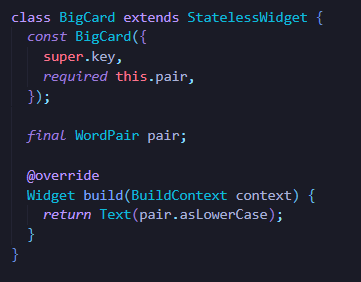 class BigCard extends StatelessWidget {
  const BigCard({
    super.key,
    required this.pair,
  });

  final WordPair pair;

  @override
  Widget build(BuildContext context) {
    return Text(pair.asLowerCase);
  }
}